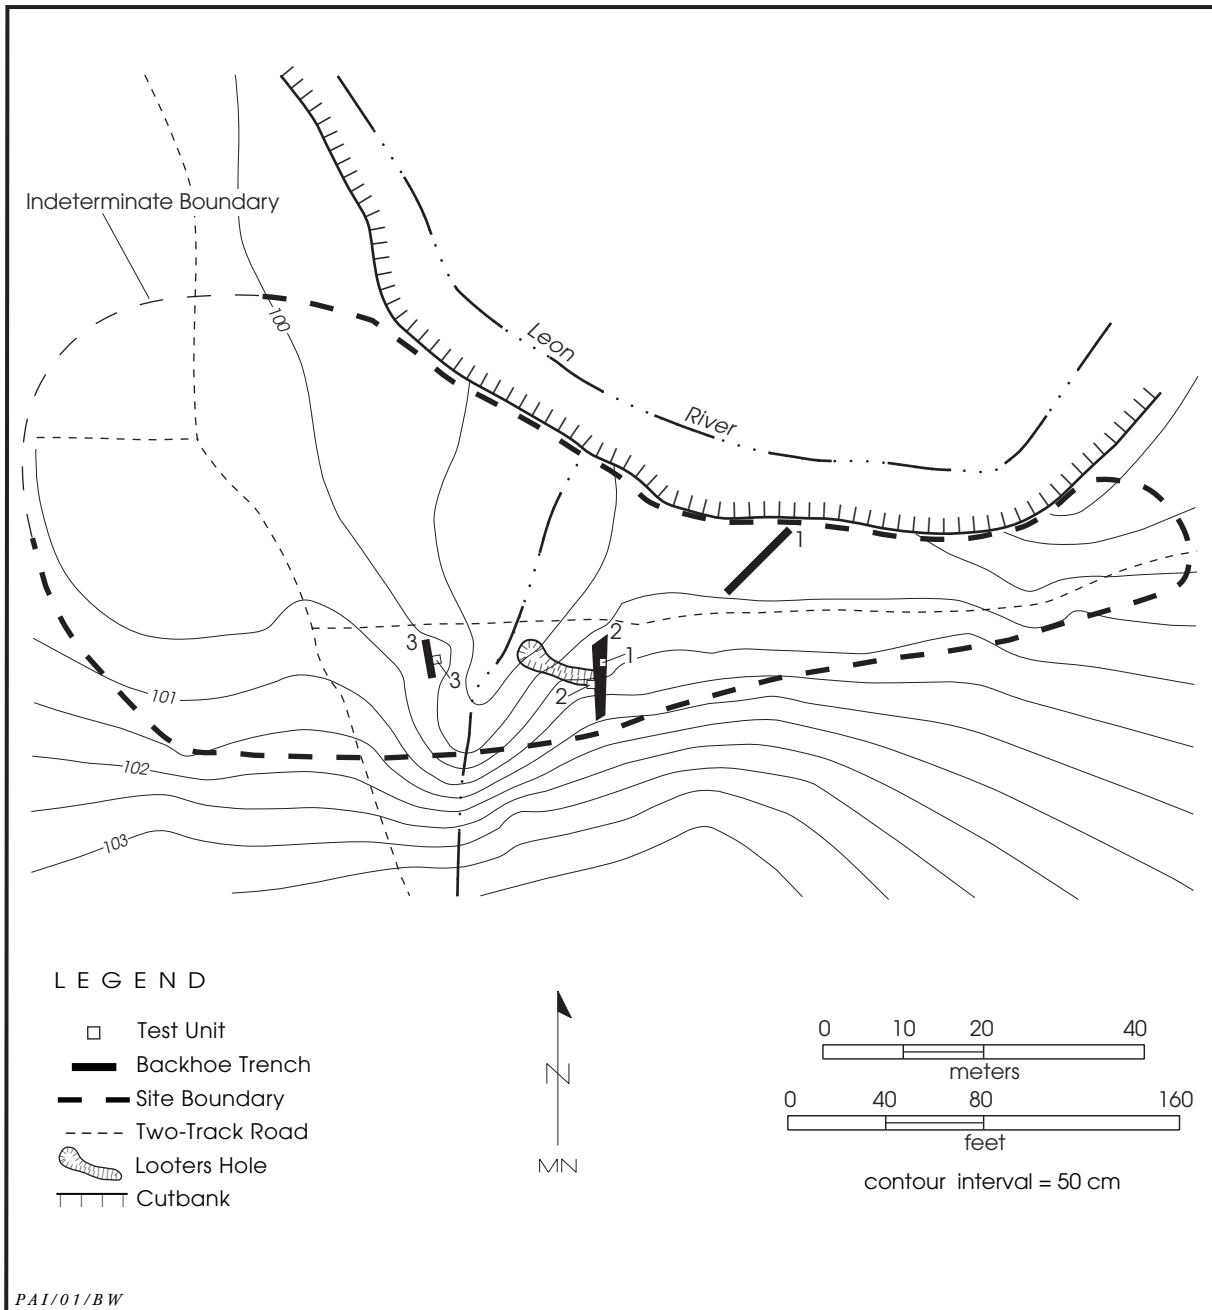 Indeterminate Boundary
100
Leon
River
1
3
3
2
1
2
101
102
103
LEGEND
Test Unit
Backhoe Trench
Site Boundary
Two-Track Road
Looters Hole
Cutbank
N
MN
0 10 20 40
meters
0 40 80 160
feet
contour interval = 50 cm
PAI/01/BW